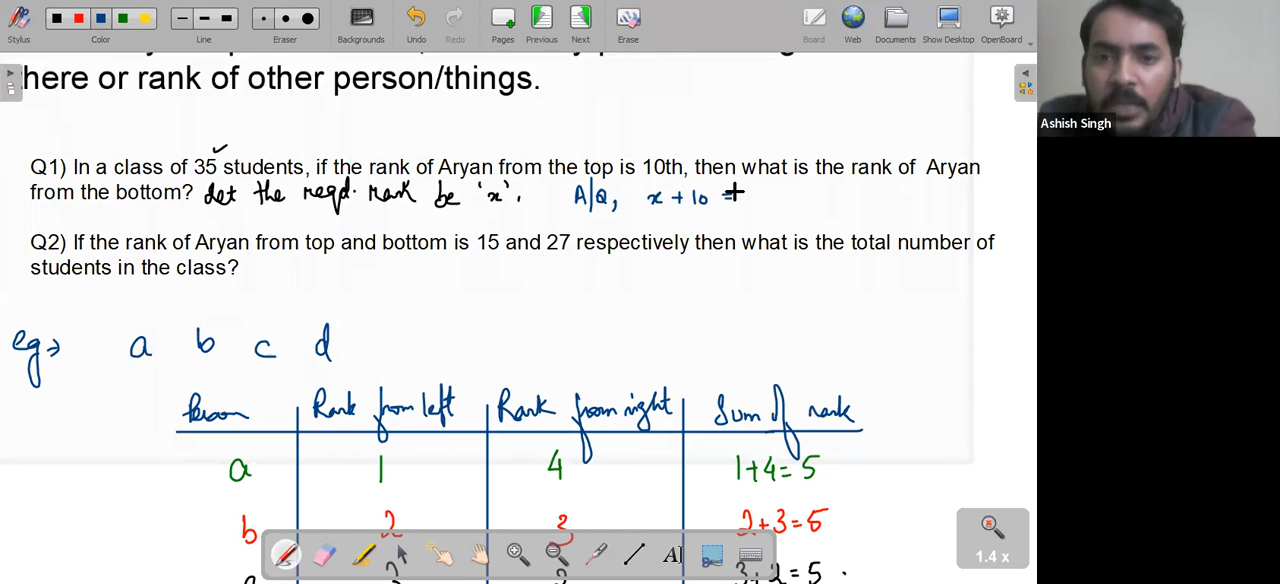 Stylus Color Line Eraser Backgrounds Undo Redo Pages Previous Next Erase Board Web Documents Show Desktop OpenBoard
there or rank of other person/things.
Ashish Singh
Q1) In a class of 35 students, if the rank of Aryan from the top is 10th, then what is the rank of Aryan
from the bottom? Let the reqd. rank be 'x'. A/Q, x + 10 =
Q2) If the rank of Aryan from top and bottom is 15 and 27 respectively then what is the total number of
students in the class?
eg→ a b c d
Person Rank from left Rank from right Sum of rank
a 1 4 1+4=5
b 2 3 2+3=5
3+2=5
1.4 x